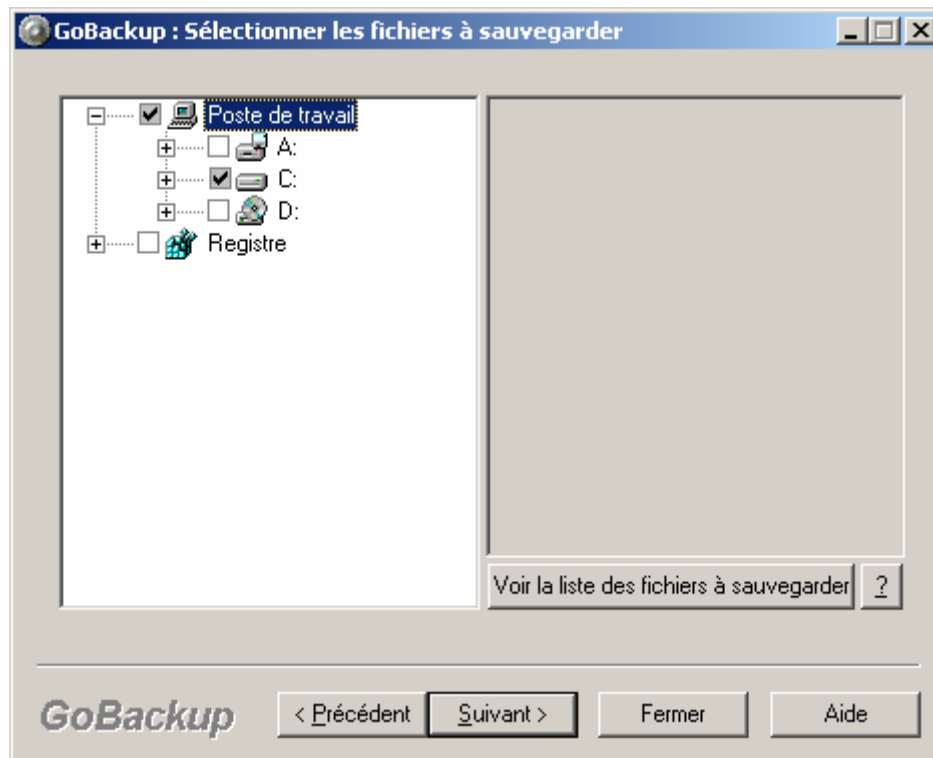 GoBackup : Sélectionner les fichiers à sauvegarder
Poste de travail
A:
C:
D:
Registre
Voir la liste des fichiers à sauvegarder ?
GoBackup < Précédent Suivant > Fermer Aide